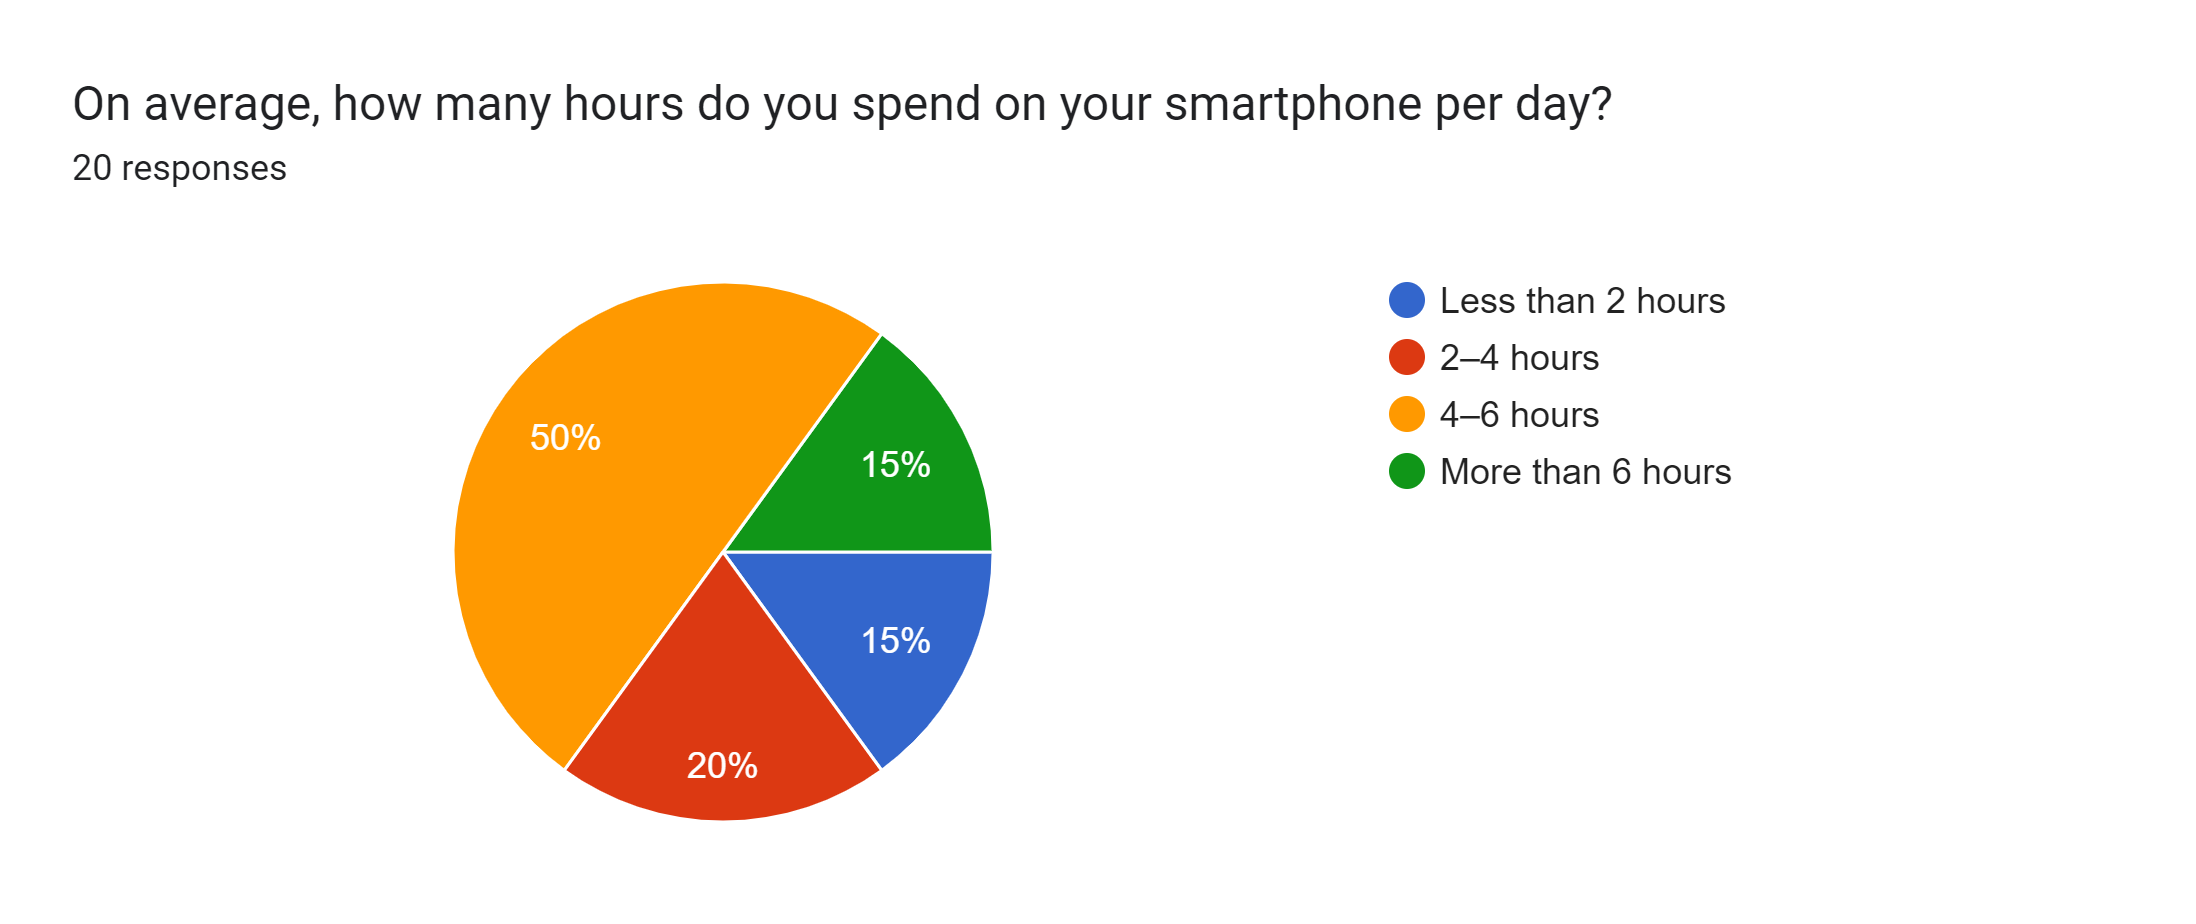 On average, how many hours do you spend on your smartphone per day?
20 responses
Less than 2 hours
2–4 hours
4–6 hours
More than 6 hours
50%
15%
15%
20%